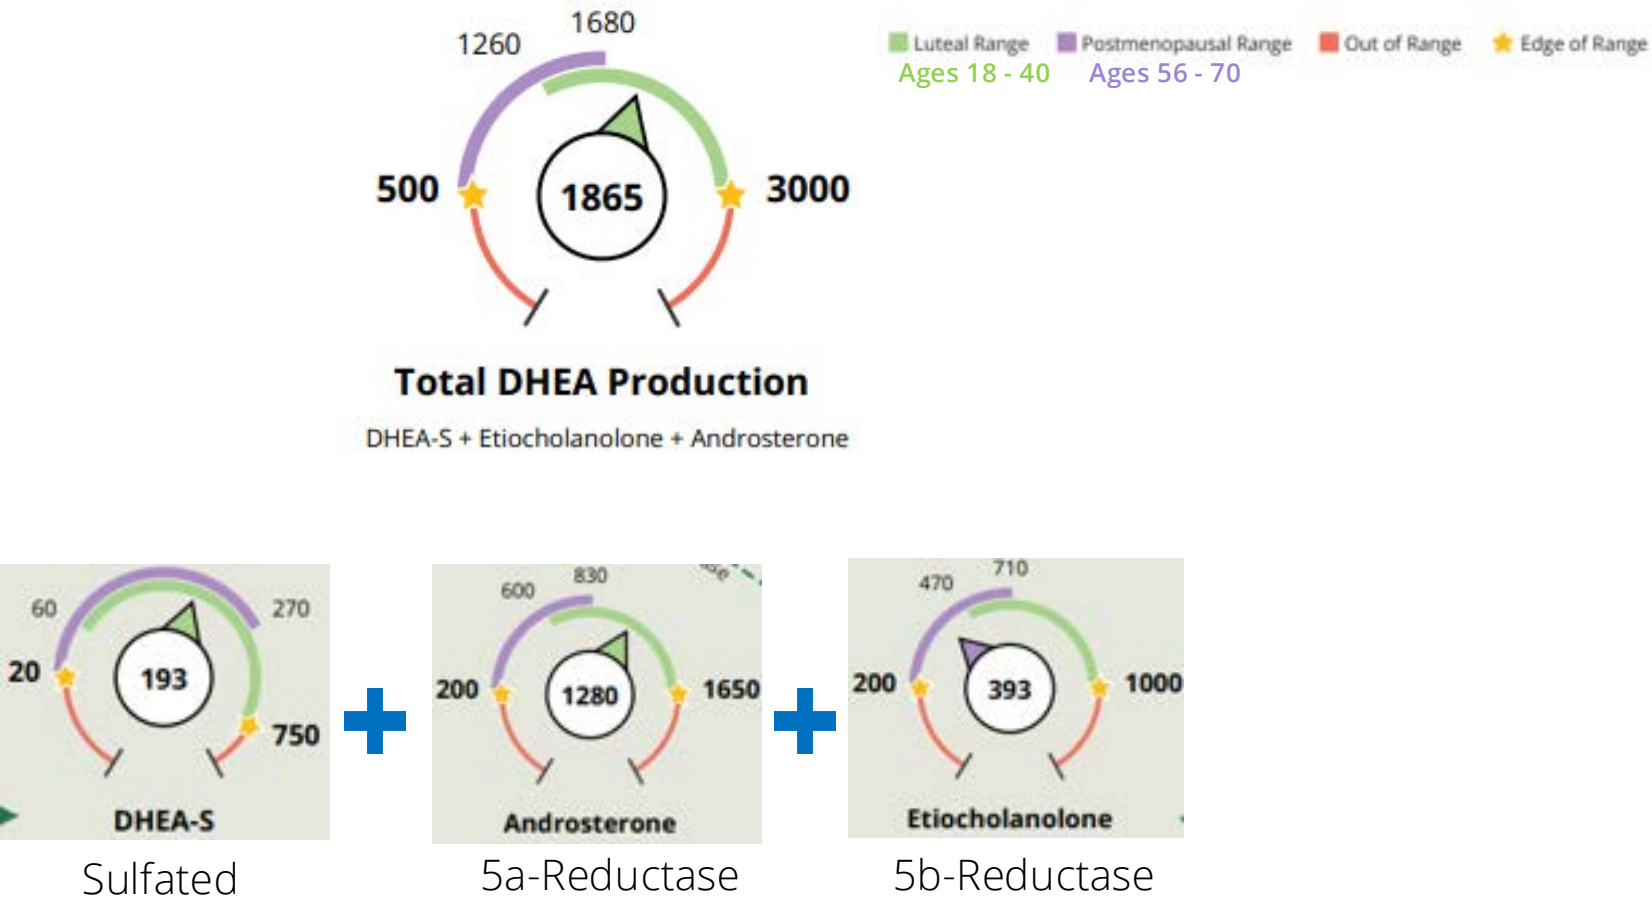 1680
1260
Luteal Range Postmenopausal Range Out of Range Edge of Range
Ages 18 - 40 Ages 56 - 70
500
3000
1865
Total DHEA Production
DHEA-S + Etiocholanolone + Androsterone
60
270
20
193
750
DHEA-S
Sulfated
830
600
200
1280
1650
Androsterone
5a-Reductase
710
470
200
393
1000
Etiocholanolone
5b-Reductase